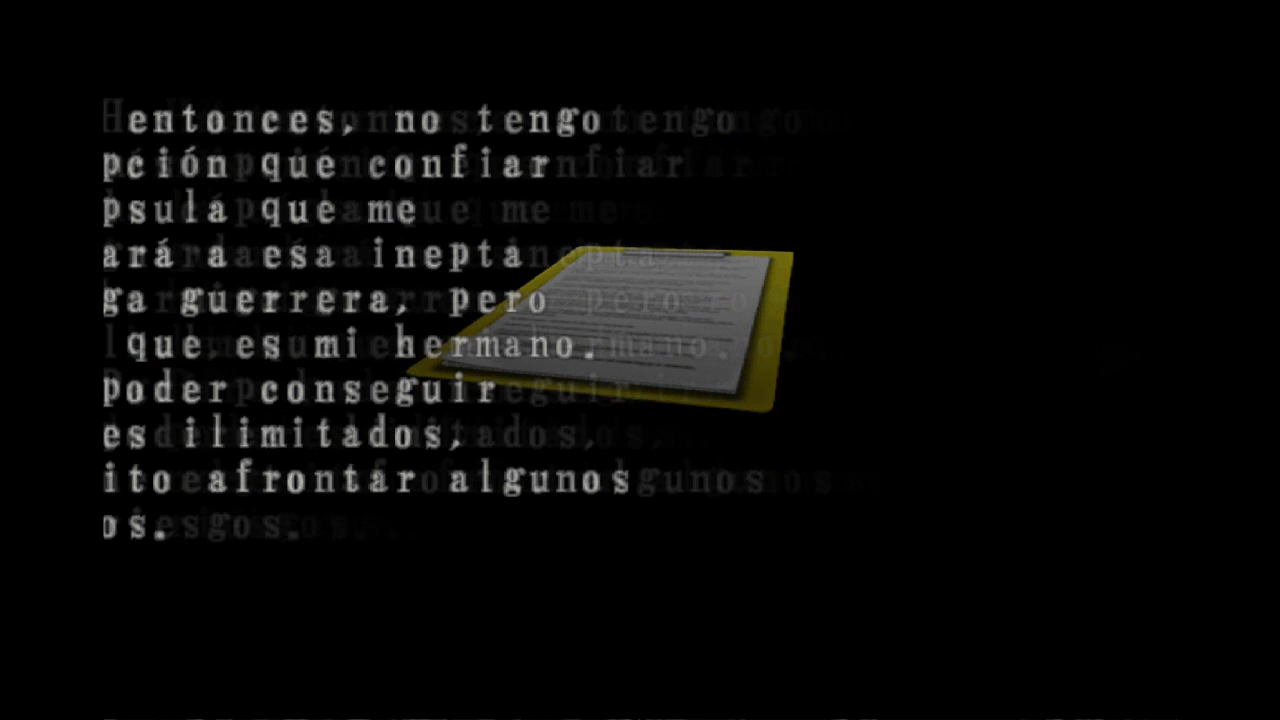 entonces, no tengo
pción que confiar
psula que me
ará a esa inepta
ga guerrera, pero
que es mi hermano.
poder conseguir
es ilimitados,
ito afrontar algunos
os.